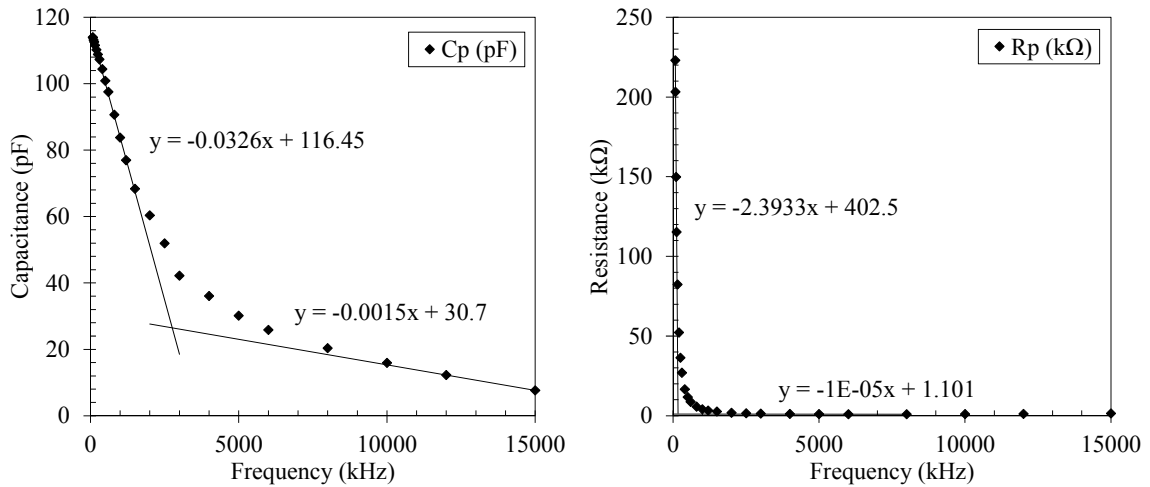 140
120
100
80
60
40
20
0
0
5000
10000
15000
Capacitance (pF)
Frequency (kHz)
Cp (pF)
y = -0.0326x + 116.45
y = -0.0015x + 30.7
250
200
150
100
50
0
0
5000
10000
15000
Resistance (kΩ)
Frequency (kHz)
Rp (kΩ)
y = -2.3933x + 402.5
y = -1E-05x + 1.101